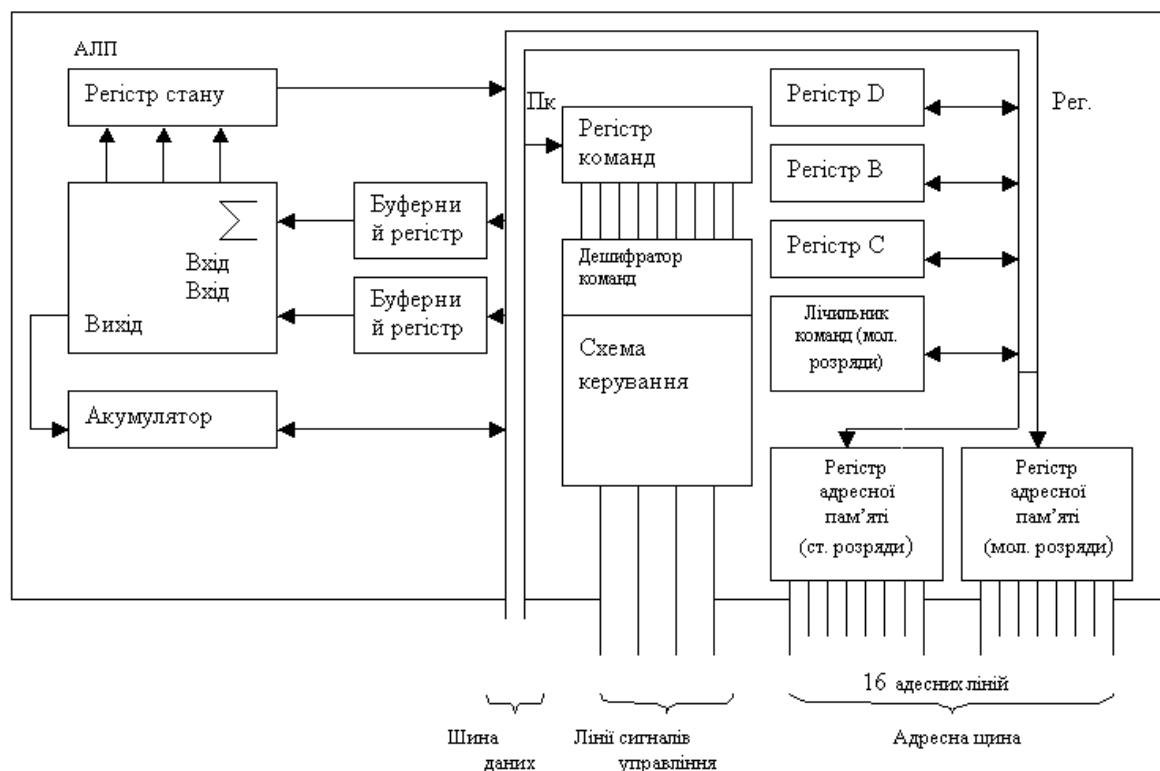 АЛП
Регістр стану
Пк
Регістр
команд
Регістр D
Рег.
Регістр В
Буферни
й регістр
Σ
Вхід
Вхід
Вихід
Буферни
й регістр
Дешифратор
команд
Регістр С
Схема
керування
Лічильник
команд (мол.
розряди)
Акумулятор
Регістр
адресної
пам’яті
(ст. розряди)
Регістр
адресної
пам’яті
(мол. розряди)
16 адесних ліній
Шина
даних
Лінії сигналів
управління
Адресна щина